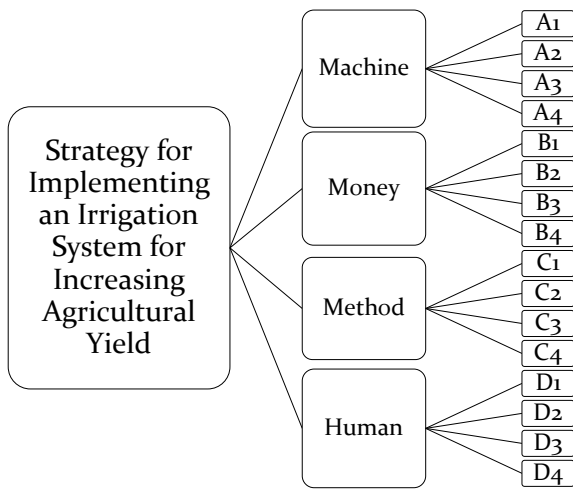 Strategy for
Implementing
an Irrigation
System for
Increasing
Agricultural
Yield
Machine
A1
A2
A3
A4
Money
B1
B2
B3
B4
Method
C1
C2
C3
C4
Human
D1
D2
D3
D4